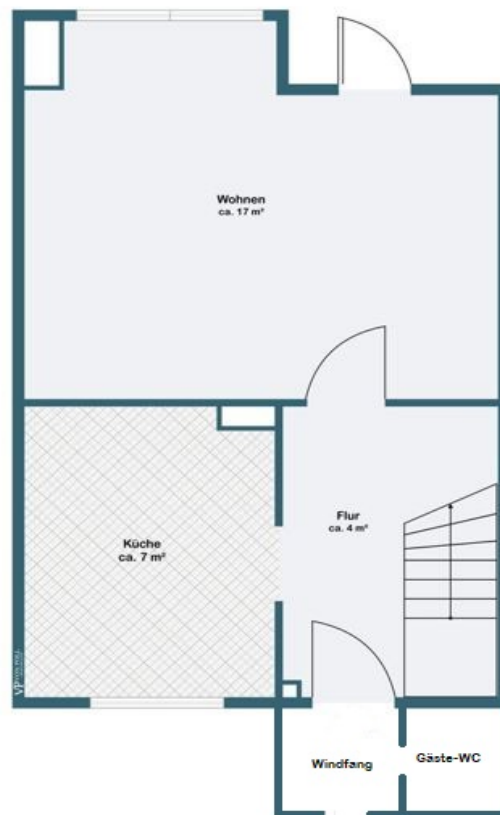 Wohnen
ca. 17 m²
Küche
ca. 7 m²
Flur
ca. 4 m²
Windfang
Gäste-WC